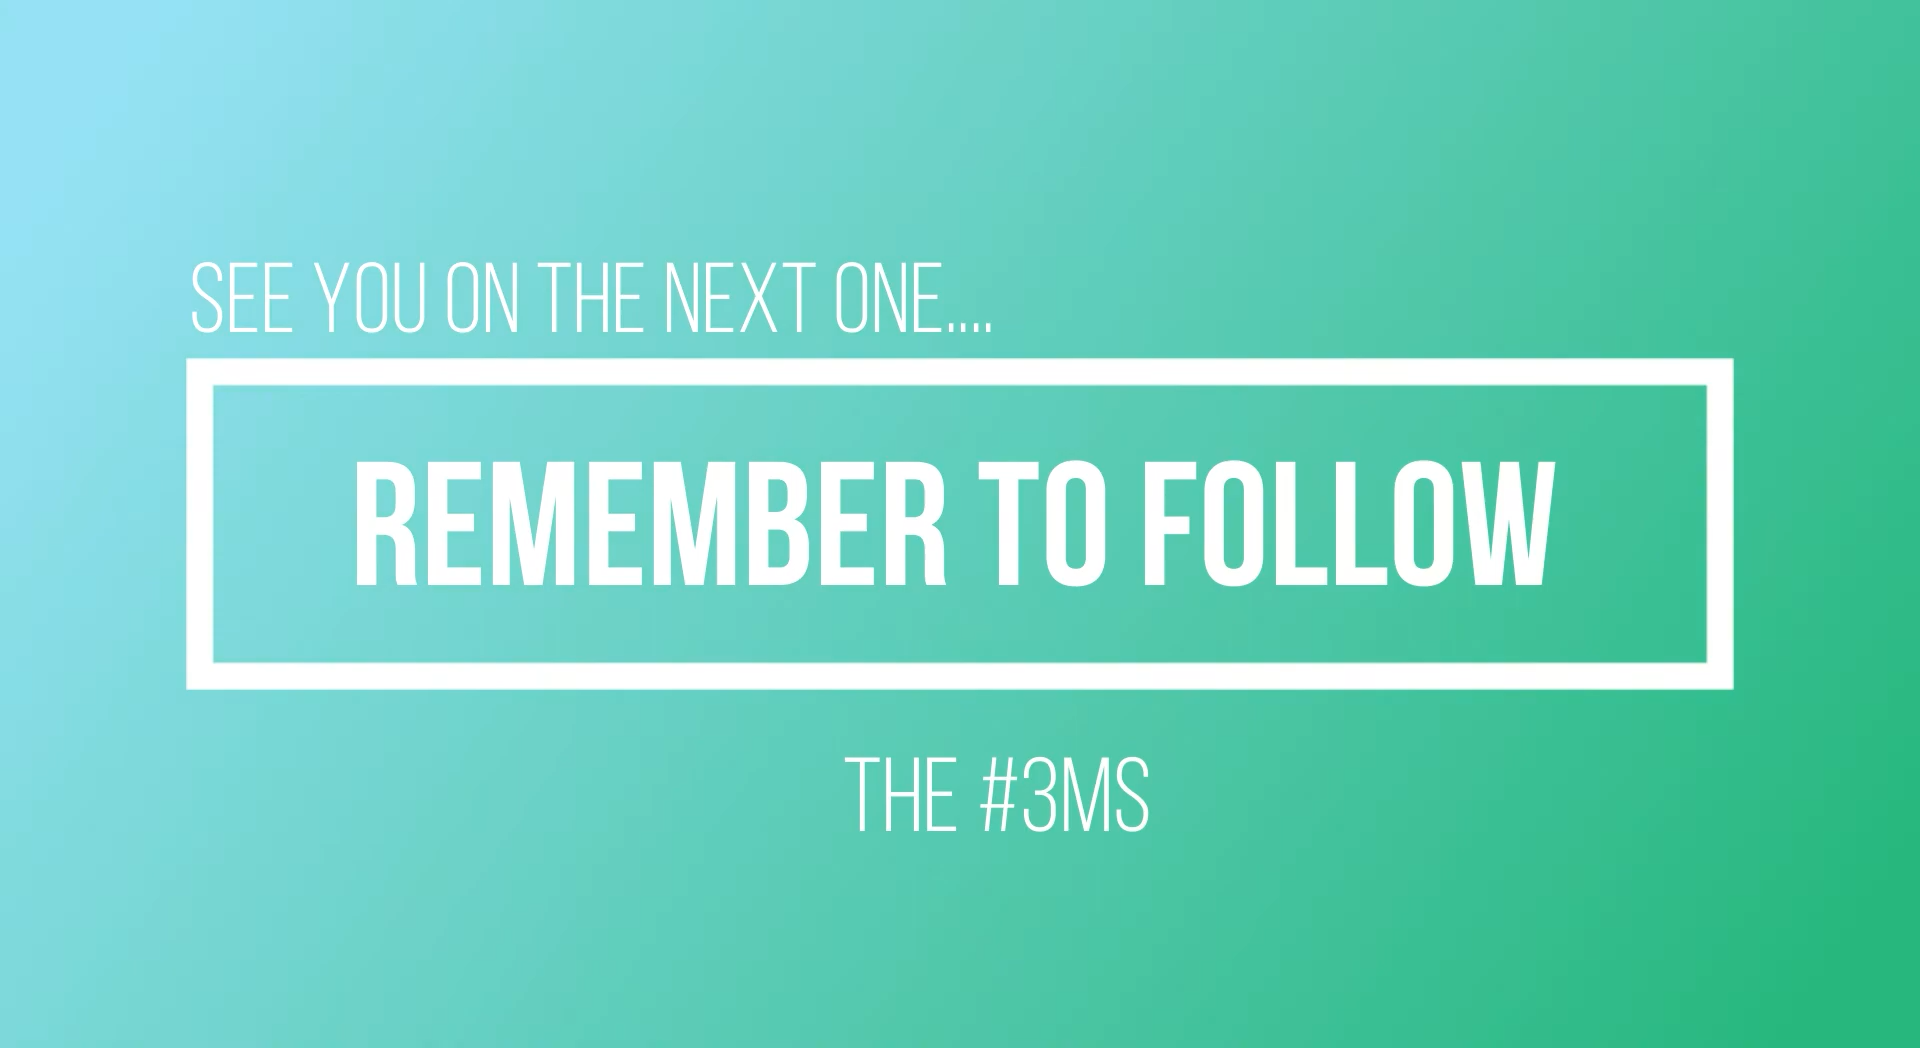 SEE YOU ON THE NEXT ONE....
REMEMBER TO FOLLOW
THE #3MS